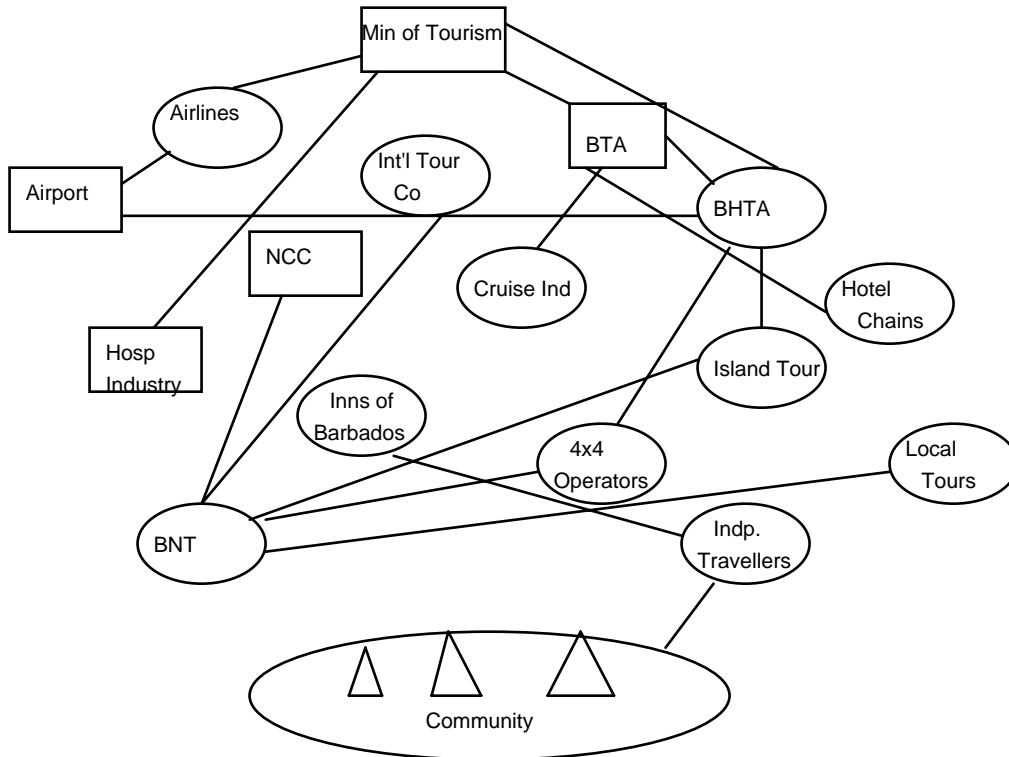 Min of Tourism
Airlines
BTA
Int'l Tour
Co
Airport
BHTA
NCC
Cruise Ind
Hotel
Chains
Hosp
Industry
Island Tour
Inns of
Barbados
4x4
Operators
Local
Tours
BNT
Indp.
Travellers
Community